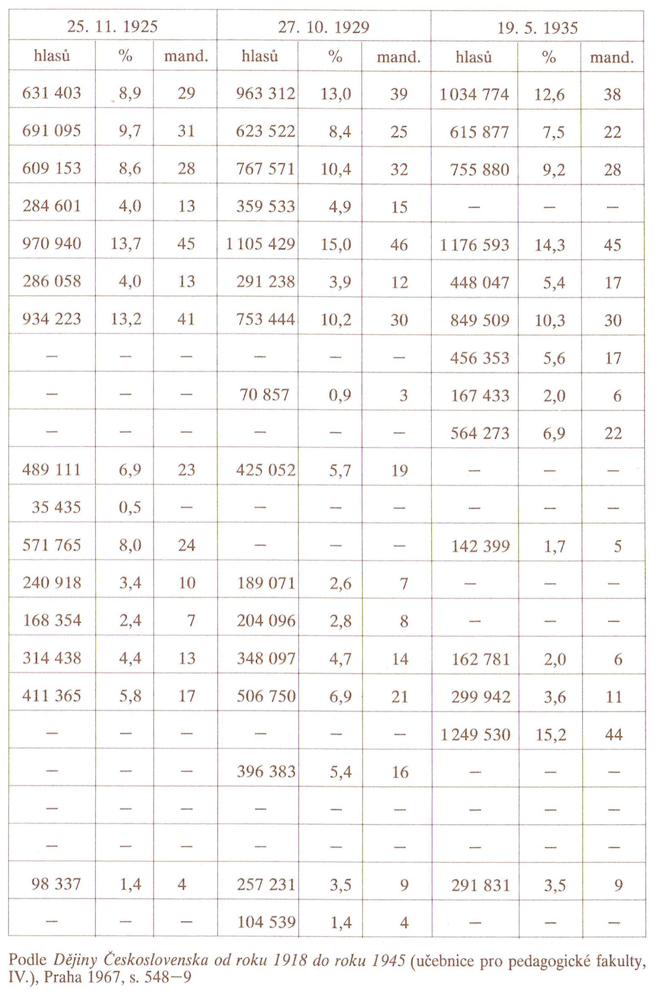 25. 11. 1925 27. 10. 1929 19. 5. 1935
hlasů % mand. hlasů % mand. hlasů % mand.
631 403 8,9 29 963 312 13,0 39 1 034 774 12,6 38
691 095 9,7 31 623 522 8,4 25 615 877 7,5 22
609 153 8,6 28 767 571 10,4 32 755 880 9,2 28
284 601 4,0 13 359 533 4,9 15 — — —
970 940 13,7 45 1 105 429 15,0 46 1 176 593 14,3 45
286 058 4,0 13 291 238 3,9 12 448 047 5,4 17
934 223 13,2 41 753 444 10,2 30 849 509 10,3 30
— — — — — — 456 353 5,6 17
— — — 70 857 0,9 3 167 433 2,0 6
— — — — — — 564 273 6,9 22
489 111 6,9 23 425 052 5,7 19 — — —
35 435 0,5 — — — — — — —
571 765 8,0 24 — — — 142 399 1,7 5
240 918 3,4 10 189 071 2,6 7 — — —
168 354 2,4 7 204 096 2,8 8 — — —
314 438 4,4 13 348 097 4,7 14 162 781 2,0 6
411 365 5,8 17 506 750 6,9 21 299 942 3,6 11
— — — — — — 1 249 530 15,2 44
— — — 396 383 5,4 16 — — —
— — — — — — — — —
— — — — — — — — —
98 337 1,4 4 257 231 3,5 9 291 831 3,5 9
— — — 104 539 1,4 4 — — —
Podle Dějiny Československa od roku 1918 do roku 1945 (učebnice pro pedagogické fakulty,
IV.), Praha 1967, s. 548—9